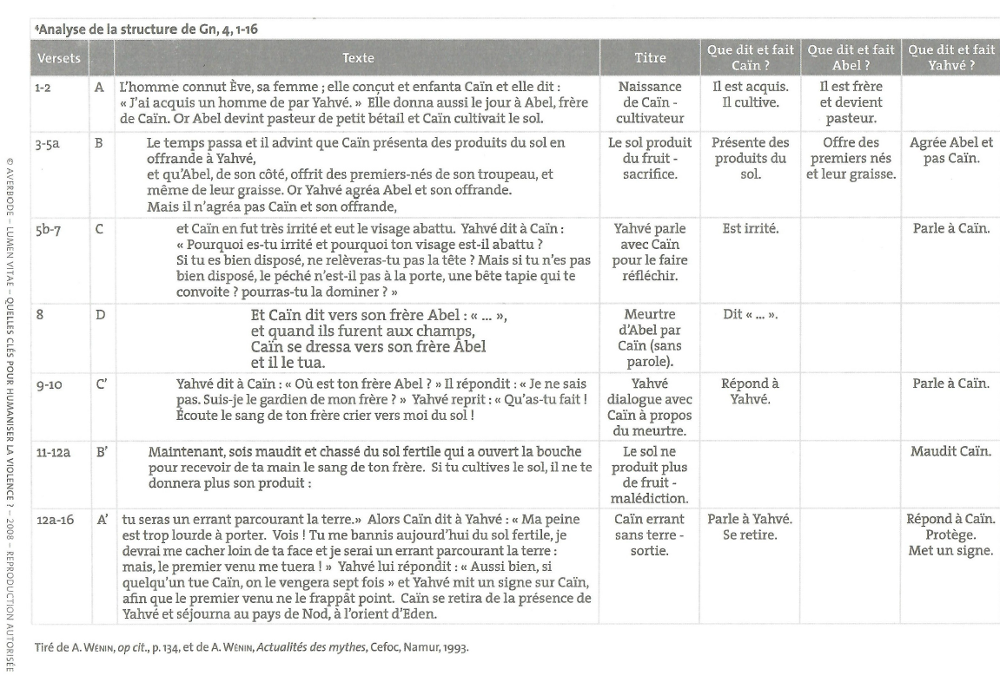 ⁴Analyse de la structure de Gn, 4, 1-16
Versets
Texte
Titre
Que dit et fait
Caïn ?
Que dit et fait
Abel ?
Que dit et fait
Yahvé ?
1-2
A
L'homme connut Ève, sa femme ; elle conçut et enfanta Caïn et elle dit :
« J'ai acquis un homme de par Yahvé. » Elle donna aussi le jour à Abel, frère
de Caïn. Or Abel devint pasteur de petit bétail et Caïn cultivait le sol.
Naissance
de Caïn -
cultivateur
Il est acquis.
Il cultive.
Il est frère
et devient
pasteur.
3-5a
B
Le temps passa et il advint que Caïn présenta des produits du sol en
offrande à Yahvé,
et qu'Abel, de son côté, offrit des premiers-nés de son troupeau, et
même de leur graisse. Or Yahvé agréa Abel et son offrande.
Mais il n'agréa pas Caïn et son offrande,
Le sol produit
du fruit -
sacrifice.
Présente des
produits du
sol.
Offre des
premiers nés
et leur graisse.
Agrée Abel et
pas Caïn.
5b-7
C
et Caïn en fut très irrité et eut le visage abattu. Yahvé dit à Caïn :
« Pourquoi es-tu irrité et pourquoi ton visage est-il abattu ?
Si tu es bien disposé, ne relèveras-tu pas la tête ? Mais si tu n'es pas
bien disposé, le péché n'est-il pas à la porte, une bête tapie qui te
convoite ? pourras-tu la dominer ? »
Yahvé parle
avec Caïn
pour le faire
réfléchir.
Est irrité.
Parle à Caïn.
8
D
Et Caïn dit vers son frère Abel : « ... »,
et quand ils furent aux champs,
Caïn se dressa vers son frère Abel
et il le tua.
Meurtre
d'Abel par
Caïn (sans
parole).
Dit « ... ».
9-10
C'
Yahvé dit à Caïn : « Où est ton frère Abel ? » Il répondit : « Je ne sais
pas. Suis-je le gardien de mon frère ? » Yahvé reprit : « Qu'as-tu fait !
Écoute le sang de ton frère crier vers moi du sol !
Yahvé
dialogue avec
Caïn à propos
du meurtre.
Répond à
Yahvé.
Parle à Caïn.
11-12a
B'
Maintenant, sois maudit et chassé du sol fertile qui a ouvert la bouche
pour recevoir de ta main le sang de ton frère. Si tu cultives le sol, il ne te
donnera plus son produit :
Le sol ne
produit plus
de fruit -
malédiction.
Maudit Caïn.
12a-16
A'
tu seras un errant parcourant la terre.» Alors Caïn dit à Yahvé : « Ma peine
est trop lourde à porter. Vois ! Tu me bannis aujourd'hui du sol fertile, je
devrai me cacher loin de ta face et je serai un errant parcourant la terre :
mais, le premier venu me tuera ! » Yahvé lui répondit : « Aussi bien, si
quelqu'un tue Caïn, on le vengera sept fois » et Yahvé mit un signe sur Caïn,
afin que le premier venu ne le frappât point. Caïn se retira de la présence de
Yahvé et séjourna au pays de Nod, à l'orient d'Eden.
Caïn errant
sans terre -
sortie.
Parle à Yahvé.
Se retire.
Répond à Caïn.
Protège.
Met un signe.
Tiré de A. Wénin, op cit., p. 134, et de A. Wénin, Actualités des mythes, Cefoc, Namur, 1993.
© AVERBODE – LUMEN VITAE – QUELLES CLÉS POUR HUMANISER LA VIOLENCE ? – 2008 – REPRODUCTION AUTORISÉE